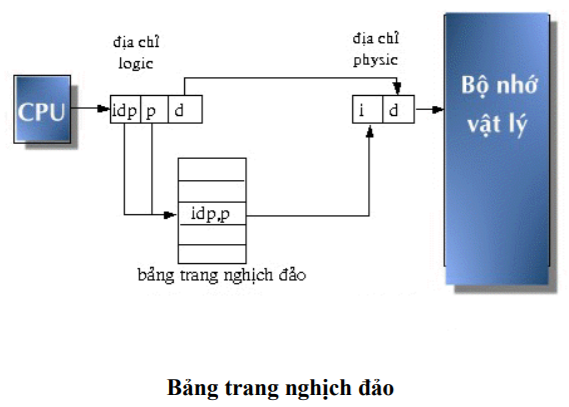 địa chỉ
logic
địa chỉ
physic
CPU
idp p d
i d
Bộ nhớ
vật lý
idp,p
bảng trang nghịch đảo
Bảng trang nghịch đảo